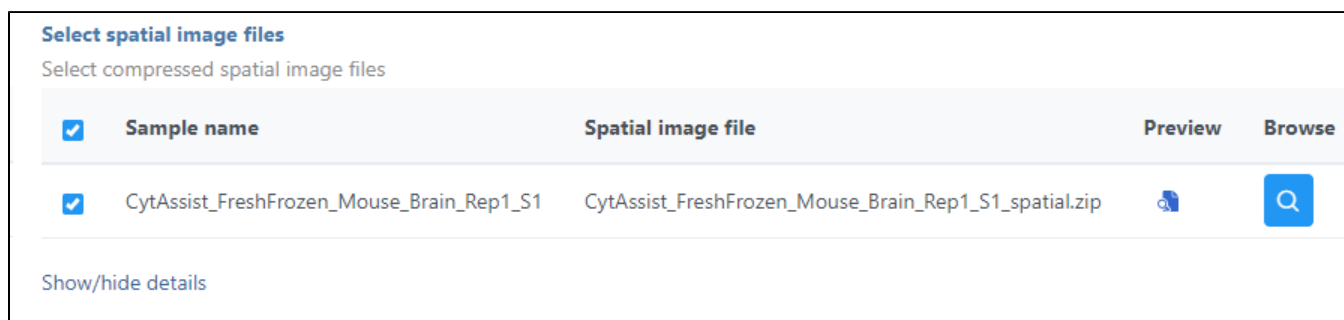 Select spatial image files
Select compressed spatial image files
Sample name Spatial image file Preview Browse
CytAssist_FreshFrozen_Mouse_Brain_Rep1_S1 CytAssist_FreshFrozen_Mouse_Brain_Rep1_S1_spatial.zip
Show/hide details